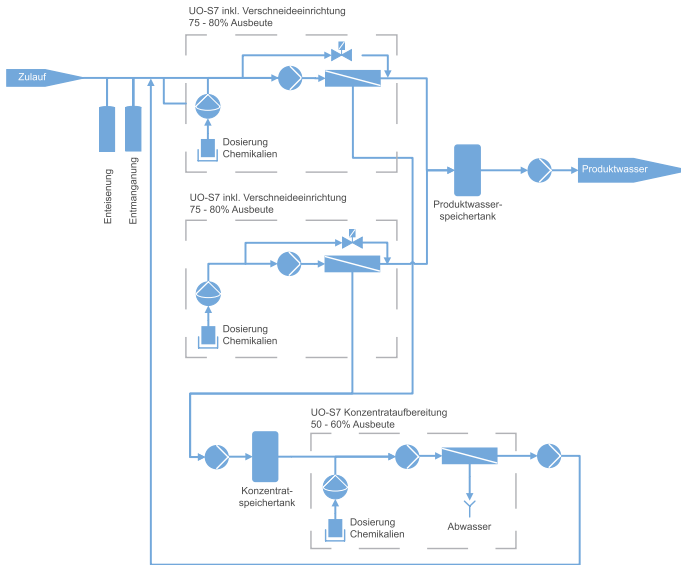 UO-S7 inkl. Verschneideeinrichtung
75 - 80% Ausbeute
Zulauf
Dosierung
Chemikalien
Enteisenung
Entmanganung
Produktwasser
Produktwasser-
speichertank
UO-S7 inkl. Verschneideeinrichtung
75 - 80% Ausbeute
Dosierung
Chemikalien
UO-S7 Konzentrataufbereitung
50 - 60% Ausbeute
Konzentrat-
speichertank
Dosierung
Chemikalien
Abwasser